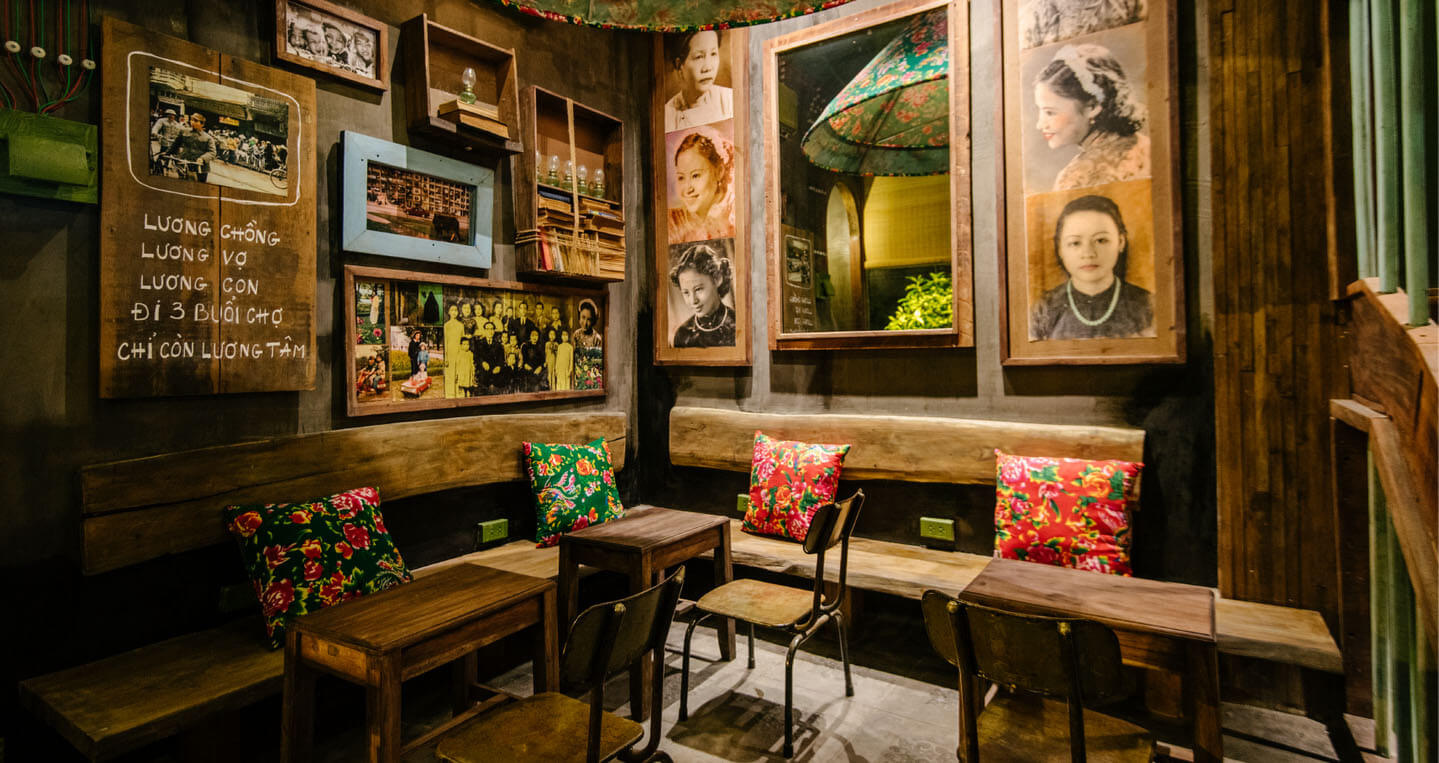 LƯƠNG CHỒNG
LƯƠNG VỢ
LƯƠNG CON
ĐI 3 BUỔI CHỢ
CHỈ CÒN LƯƠNG TÂM